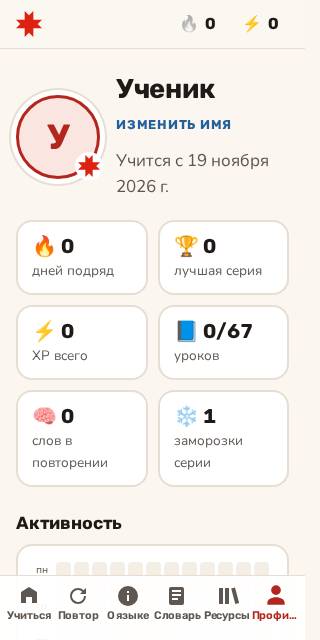 🔥 0 ⚡ 0
Ученик
У
ИЗМЕНИТЬ ИМЯ
Учится с 19 ноября
2026 г.
🔥 0
дней подряд
🏆 0
лучшая серия
⚡ 0
XP всего
📘 0/67
уроков
🧠 0
слов в
повторении
❄️ 1
заморозки
серии
Активность
пн
Учиться Повтор О языке Словарь Ресурсы Профи…